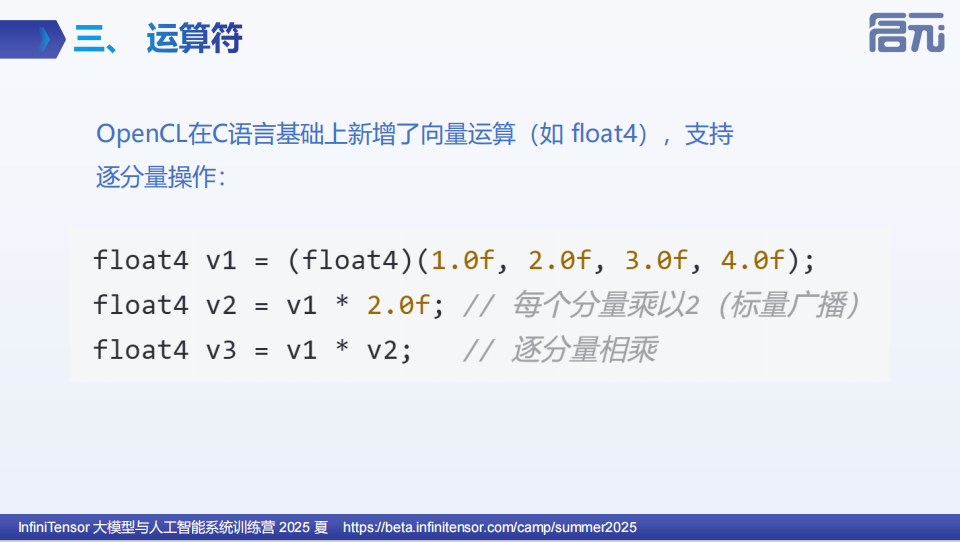 三、 运算符
启元
OpenCL在C语言基础上新增了向量运算（如 float4），支持
逐分量操作：
float4 v1 = (float4)(1.0f, 2.0f, 3.0f, 4.0f);
float4 v2 = v1 * 2.0f; // 每个分量乘以2（标量广播）
float4 v3 = v1 * v2;   // 逐分量相乘
InfiniTensor 大模型与人工智能系统训练营 2025 夏 https://beta.infinitensor.com/camp/summer2025